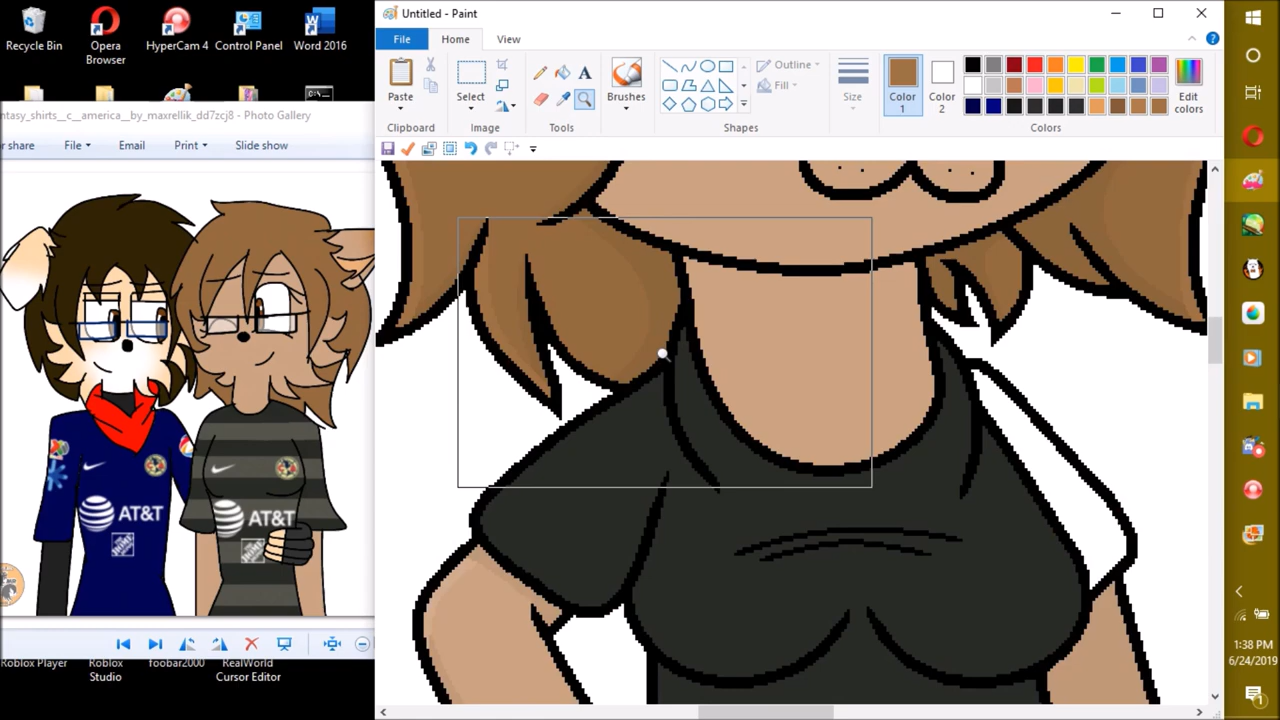 Recycle Bin
Opera Browser
HyperCam 4
Control Panel
Word 2016
Untitled - Paint
File
Home
View
Paste
Select
Brushes
Outline
Fill
Size
Color 1
Color 2
Edit colors
Clipboard
Image
Tools
Shapes
Colors
ntasy_shirts__c__america__by_maxrellik_dd7zcj8 - Photo Gallery
or share
File
Email
Print
Slide show
AT&T
AT&T
Roblox Player
Roblox Studio
foobar2000
RealWorld Cursor Editor
1:38 PM
6/24/2019